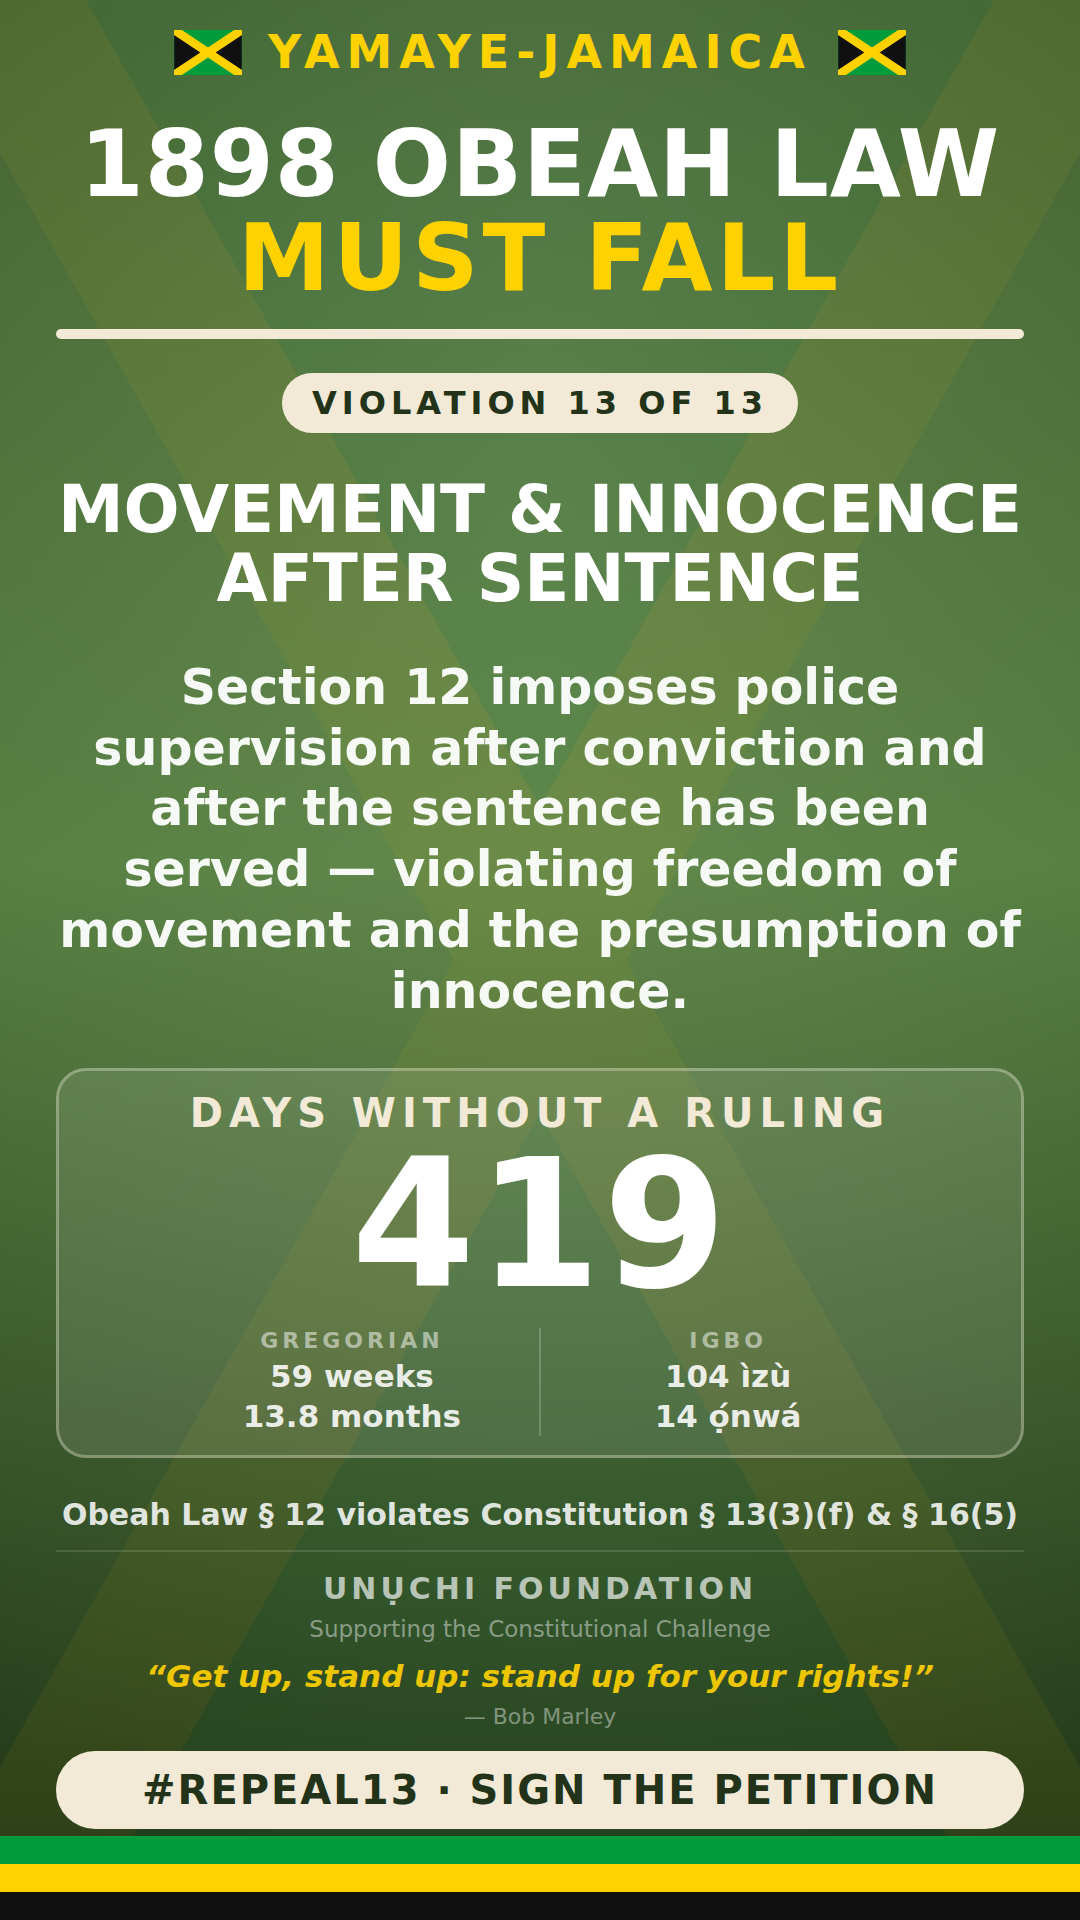 YAMAYE-JAMAICA
1898 OBEAH LAW
MUST FALL
VIOLATION 13 OF 13
MOVEMENT & INNOCENCE
AFTER SENTENCE
Section 12 imposes police
supervision after conviction and
after the sentence has been
served — violating freedom of
movement and the presumption of
innocence.
DAYS WITHOUT A RULING
419
GREGORIAN
59 weeks
13.8 months
IGBO
104 ìzù
14 ọ́nwá
Obeah Law § 12 violates Constitution § 13(3)(f) & § 16(5)
UNỤCHI FOUNDATION
Supporting the Constitutional Challenge
“Get up, stand up: stand up for your rights!”
— Bob Marley
#REPEAL13 · SIGN THE PETITION